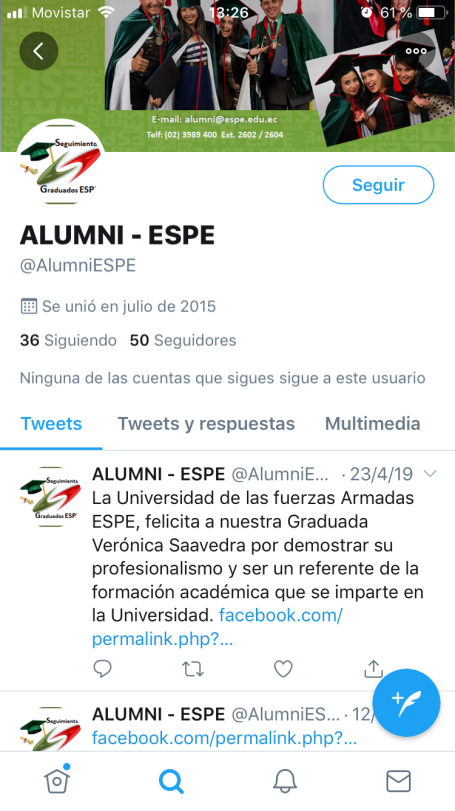 Movistar 13:26 61 %
E-mail: alumni@espe.edu.ec
Telf: (02) 3989 400 Ext. 2602 / 2604
Seguimiento
Graduados ESP
Seguir
ALUMNI - ESPE
@AlumniESPE
Se unió en julio de 2015
36 Siguiendo 50 Seguidores
Ninguna de las cuentas que sigues sigue a este usuario
Tweets Tweets y respuestas Multimedia
Seguimiento
Graduados ESP
ALUMNI - ESPE @AlumniE... · 23/4/19
La Universidad de las fuerzas Armadas
ESPE, felicita a nuestra Graduada
Verónica Saavedra por demostrar su
profesionalismo y ser un referente de la
formación académica que se imparte en
la Universidad. facebook.com/
permalink.php?...
Seguimiento
ALUMNI - ESPE @AlumniES... · 12/
facebook.com/permalink.php?...